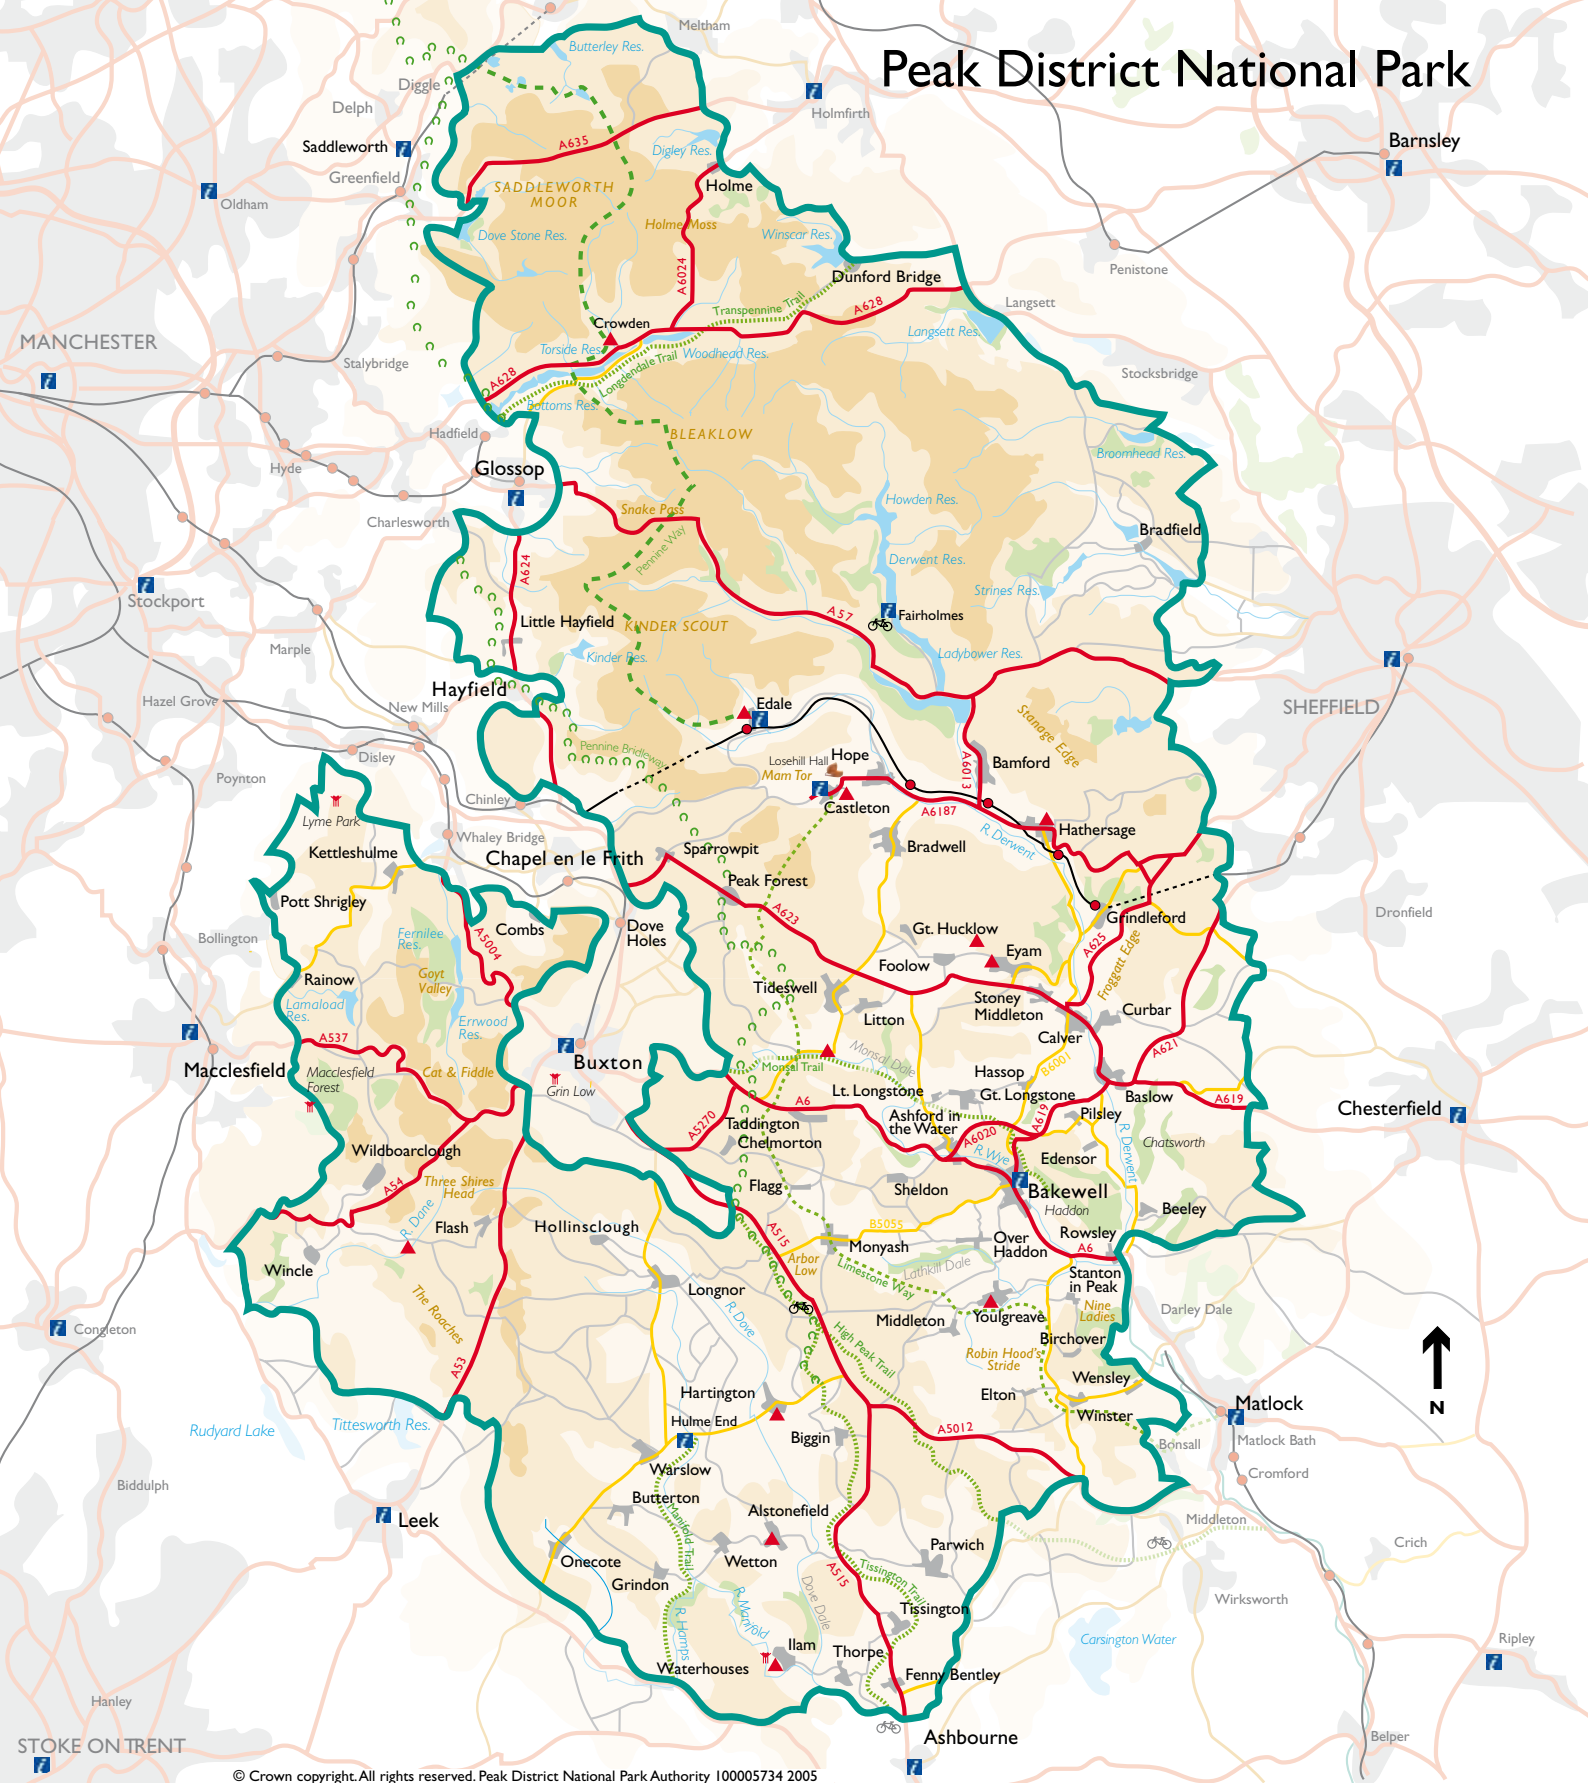 Peak District National Park
Meltham
Butterley Res.
Diggle
Delph
Holmfirth
Saddleworth
A635
Digley Res.
Barnsley
Greenfield
Oldham
SADDLEWORTH
MOOR
Holme
Holme Moss
Dove Stone Res.
Winscar Res.
Penistone
A6024
Dunford Bridge
Transpennine Trail
A628
Langsett
Langsett Res.
MANCHESTER
Crowden
Torside Res.
Woodhead Res.
Longdendale Trail
Stalybridge
A628
Bottoms Res.
Stocksbridge
Hadfield
BLEAKLOW
Broomhead Res.
Hyde
Glossop
Howden Res.
Snake Pass
Charlesworth
Bradfield
Pennine Way
Derwent Res.
A624
Strines Res.
Stockport
A57
Fairholmes
Little Hayfield
KINDER SCOUT
Kinder Res.
Ladybower Res.
Marple
Hayfield
Hazel Grove
New Mills
SHEFFIELD
Edale
Stanage Edge
Disley
Pennine Bridleway
Losehill Hall
Hope
Mam Tor
A6013
Bamford
Poynton
Chinley
Castleton
A6187
Lyme Park
R. Derwent
Hathersage
Whaley Bridge
Kettleshulme
Chapel en le Frith
Sparrowpit
Bradwell
Peak Forest
Pott Shrigley
A623
Grindleford
Dronfield
Combs
Dove
Holes
Gt. Hucklow
Bollington
Fernilee
Res.
A5004
Eyam
A625
Froggatt Edge
Foolow
Rainow
Goyt
Valley
Tideswell
Stoney
Middleton
Lamaload
Res.
Litton
Curbar
Errwood
Res.
Calver
A537
Buxton
Monsal Dale
A621
Macclesfield
Macclesfield
Forest
Cat & Fiddle
Monsal Trail
B6001
Hassop
Grin Low
Lt. Longstone
Gt. Longstone
Baslow
A619
A6
Chesterfield
A5270
Taddington
Ashford in
the Water
A619
Pilsley
Chelmorton
A6020
R. Wye
R. Derwent
Chatsworth
Wildboarclough
Edensor
A54
Three Shires
Head
Flagg
Sheldon
Bakewell
Haddon
Beeley
R. Dane
Flash
Hollinsclough
A515
B5055
Rowsley
Monyash
Over
Haddon
A6
Arbor
Low
Lathkill Dale
Wincle
Limestone Way
Stanton
in Peak
Longnor
Nine
Ladies
Darley Dale
The Roaches
R. Dove
Middleton
Youlgreave
Congleton
High Peak Trail
Birchover
Robin Hood's
Stride
A53
Wensley
Hartington
Elton
Matlock
Hulme End
Winster
Rudyard Lake
Tittesworth Res.
Biggin
A5012
Bonsall
Matlock Bath
N
Warslow
Cromford
Biddulph
Butterton
Manifold Trail
Alstonefield
Leek
Middleton
Parwich
Crich
Onecote
Wetton
A515
Tissington Trail
Grindon
Dove Dale
Wirksworth
R. Manifold
Tissington
R. Hamps
Ilam
Carsington Water
Ripley
Thorpe
Waterhouses
Fenny Bentley
Hanley
Ashbourne
Belper
STOKE ON TRENT
© Crown copyright. All rights reserved. Peak District National Park Authority 100005734 2005